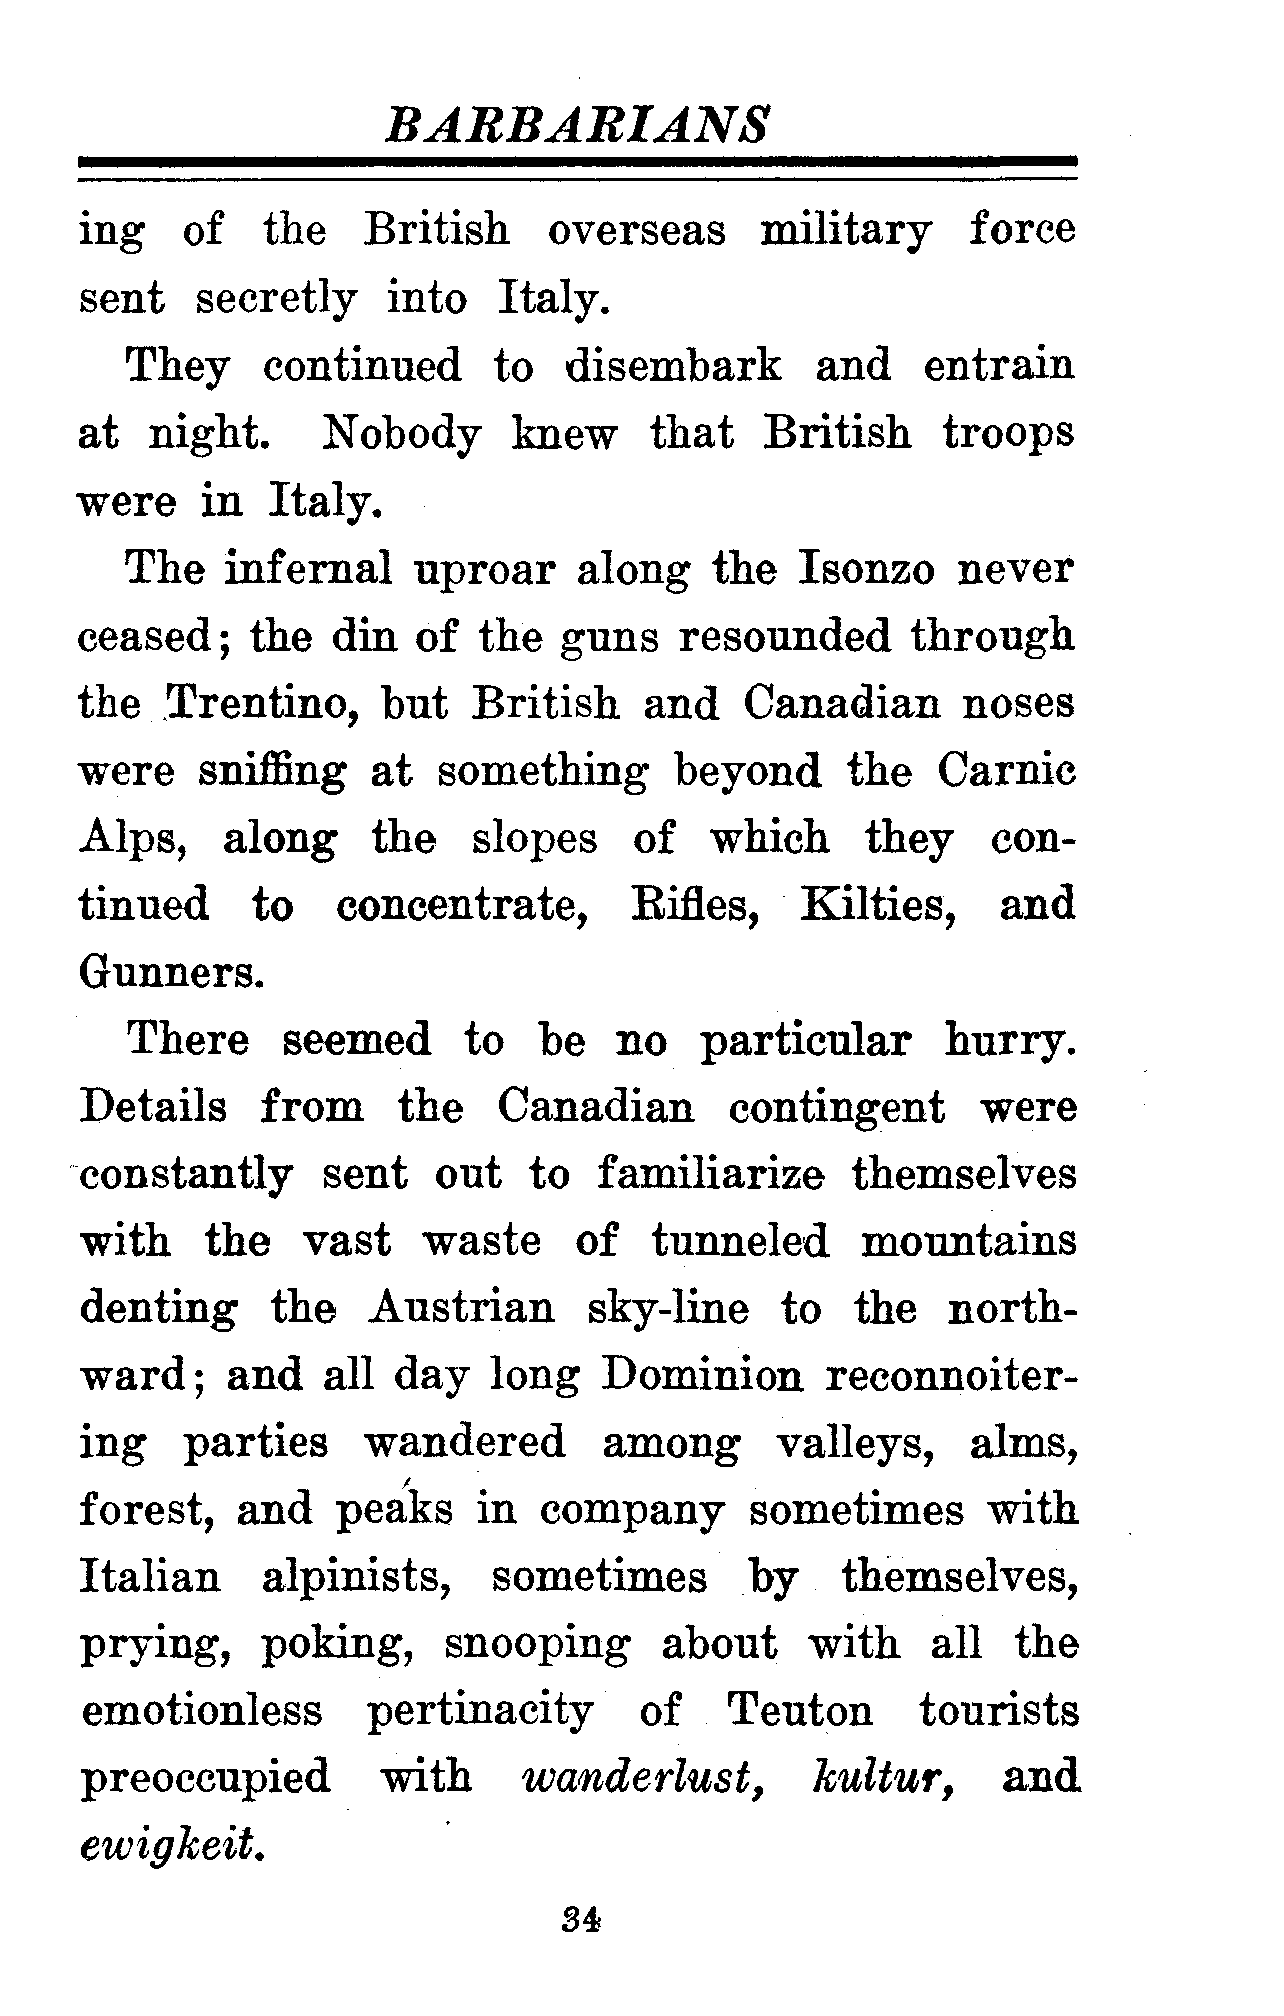 BARBARIANS
ing of the British overseas military force
sent secretly into Italy.
They continued to disembark and entrain
at night. Nobody knew that British troops
were in Italy.
The infernal uproar along the Isonzo never
ceased; the din of the guns resounded through
the Trentino, but British and Canadian noses
were sniffing at something beyond the Carnic
Alps, along the slopes of which they con-
tinued to concentrate, Rifles, Kilties, and
Gunners.
There seemed to be no particular hurry.
Details from the Canadian contingent were
constantly sent out to familiarize themselves
with the vast waste of tunneled mountains
denting the Austrian sky-line to the north-
ward; and all day long Dominion reconnoiter-
ing parties wandered among valleys, alms,
forest, and peaks in company sometimes with
Italian alpinists, sometimes by themselves,
prying, poking, snooping about with all the
emotionless pertinacity of Teuton tourists
preoccupied with wanderlust, kultur, and
ewigkeit.
34